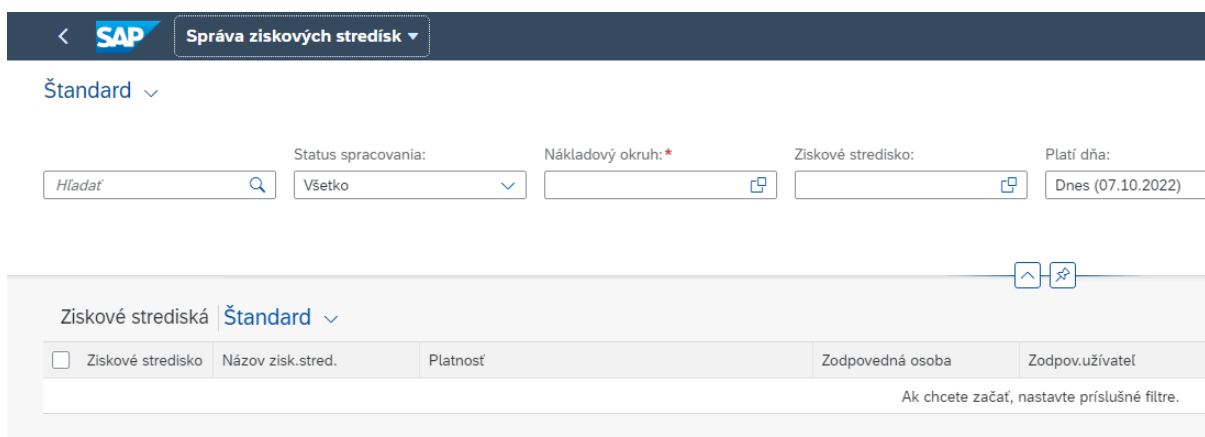 SAP Správa ziskových stredísk
Štandard
Status spracovania: Nákladový okruh:* Ziskové stredisko: Platí dňa:
Hľadať Všetko Dnes (07.10.2022)
Ziskové strediská Štandard
Ziskové stredisko Názov zisk.stred. Platnosť Zodpovedná osoba Zodpov.užívateľ
Ak chcete začať, nastavte príslušné filtre.